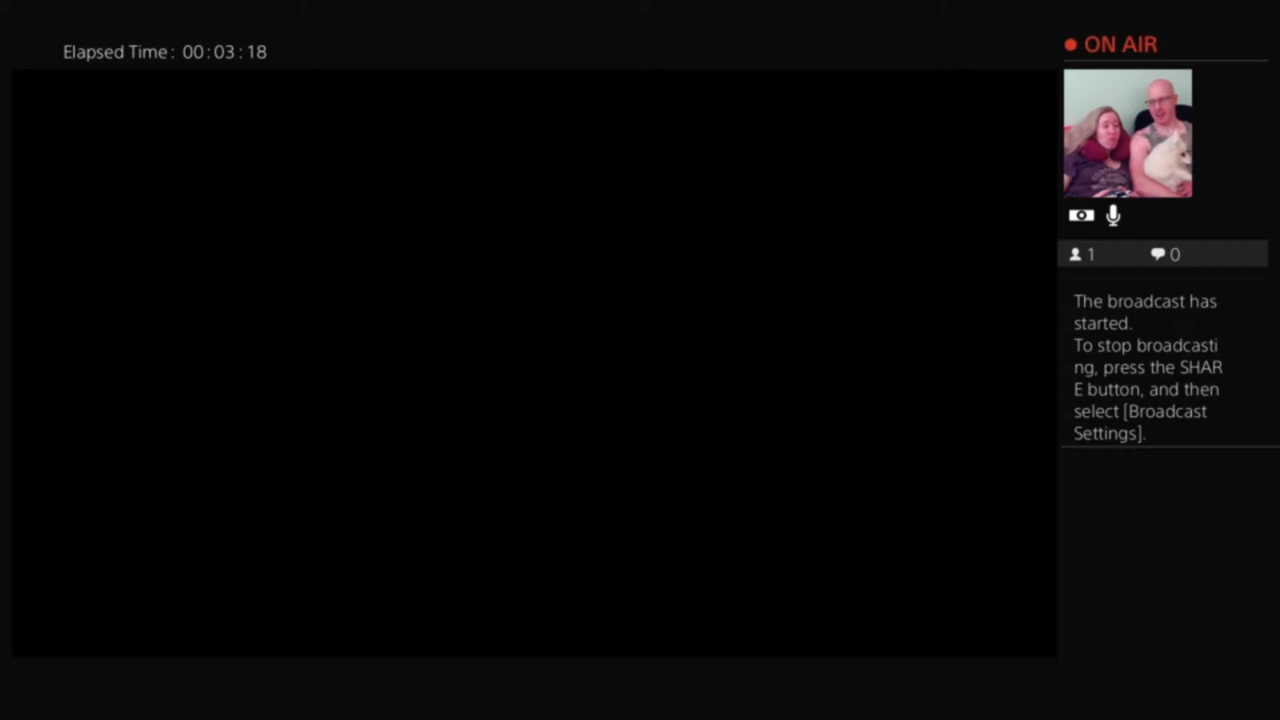 Elapsed Time: 00:03:18
ON AIR
1 0
The broadcast has
started.
To stop broadcasti
ng, press the SHAR
E button, and then
select [Broadcast
Settings].